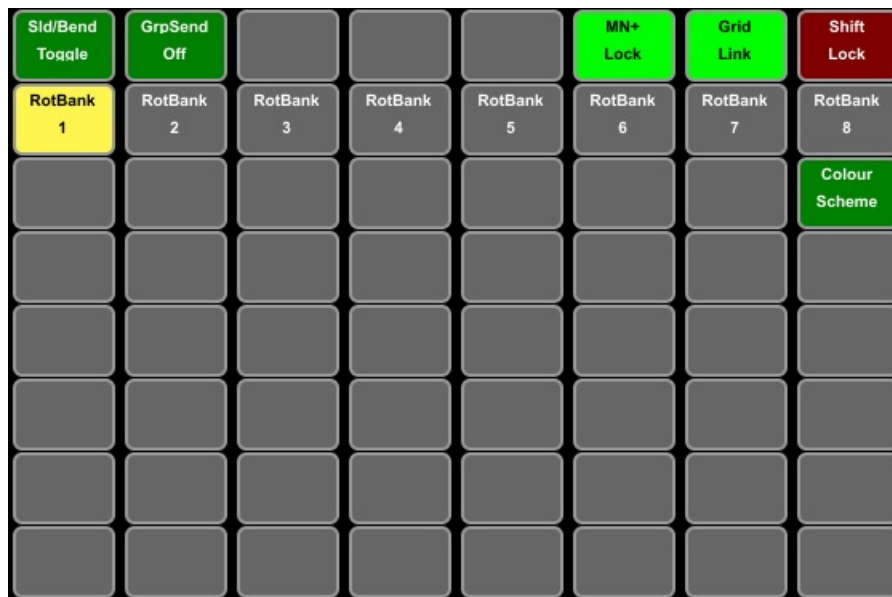 Sld/Bend
Toggle
GrpSend
Off
MN+
Lock
Grid
Link
Shift
Lock
RotBank
1
RotBank
2
RotBank
3
RotBank
4
RotBank
5
RotBank
6
RotBank
7
RotBank
8
Colour
Scheme